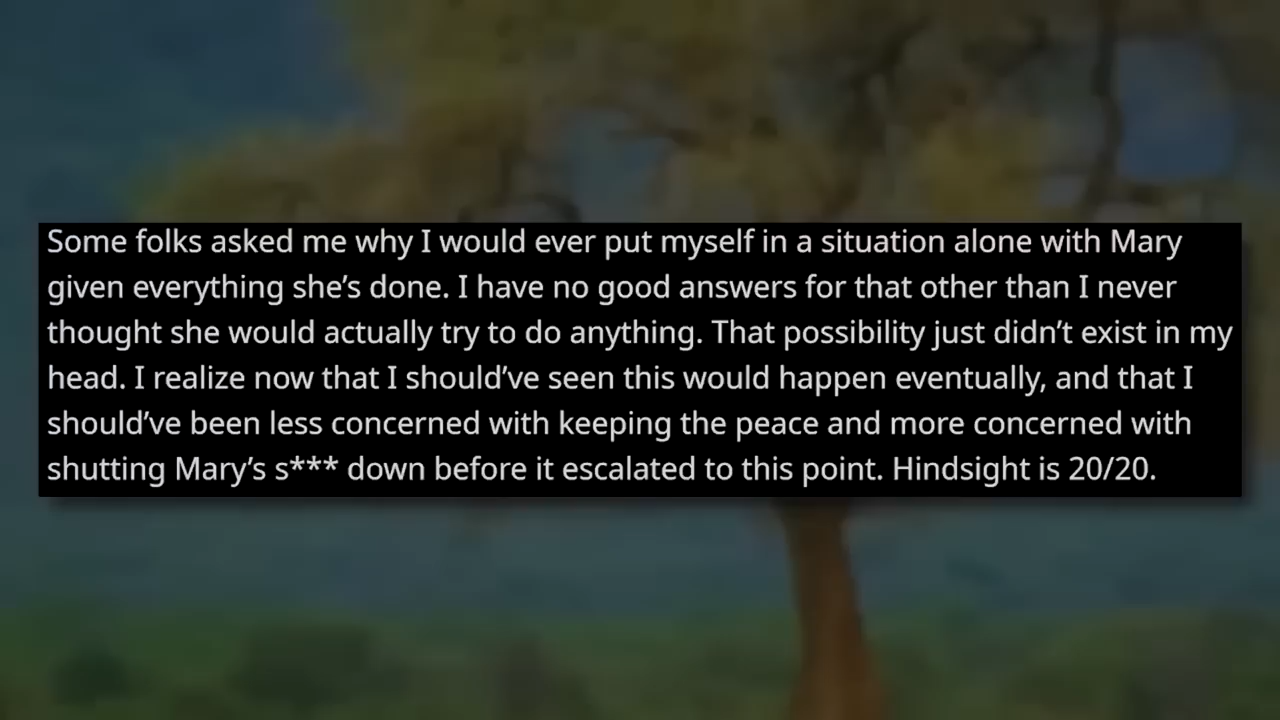 Some folks asked me why I would ever put myself in a situation alone with Mary
given everything she’s done. I have no good answers for that other than I never
thought she would actually try to do anything. That possibility just didn’t exist in my
head. I realize now that I should’ve seen this would happen eventually, and that I
should’ve been less concerned with keeping the peace and more concerned with
shutting Mary’s s*** down before it escalated to this point. Hindsight is 20/20.